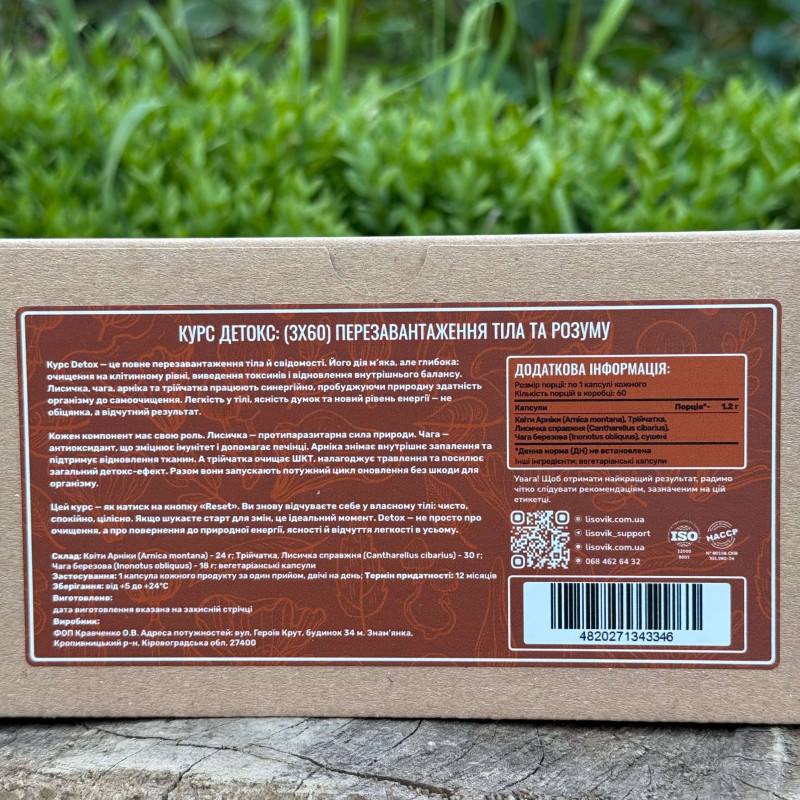 КУРС ДЕТОКС: (3Х60) ПЕРЕЗАВАНТАЖЕННЯ ТІЛА ТА РОЗУМУ
Курс Detox — це повне перезавантаження тіла й свідомості. Його дія м'яка, але глибока:
очищення на клітинному рівні, виведення токсинів і відновлення внутрішнього балансу.
Лисичка, чага, арніка та трійчатка працюють синергійно, пробуджуючи природну здатність
організму до самоочищення. Легкість у тілі, ясність думок та новий рівень енергії — не
обіцянка, а відчутний результат.
Кожен компонент має свою роль. Лисичка — протипаразитарна сила природи. Чага —
антиоксидант, що зміцнює імунітет і допомагає печінці. Арніка знімає внутрішнє запалення та
підтримує відновлення тканин. А трійчатка очищає ШКТ, налагоджує травлення та посилює
загальний детокс-ефект. Разом вони запускають потужний цикл оновлення без шкоди для
організму.
Цей курс — як натиск на кнопку «Reset». Ви знову відчуваєте себе у власному тілі: чисто,
спокійно, цілісно. Якщо шукаєте старт для змін, це ідеальний момент. Detox — не просто про
очищення, а про повернення до природної енергії, ясності й відчуття легкості в усьому.
Склад: Квіти Арніки (Arnica montana) - 24 г; Трійчатка, Лисичка справжня (Cantharellus cibarius) - 30 г;
Чага березова (Inonotus obliquus) - 18 г; вегетаріанські капсули
Застосування: 1 капсула кожного продукту за один прийом, двічі на день; Термін придатності: 12 місяців
Зберігання: від +5 до +24°C
Виготовлено:
дата виготовлення вказана на захисній стрічці
Виробник:
ФОП Кравченко О.В. Адреса потужностей: вул. Героїв Крут, будинок 34 м. Знам'янка.
Кропивницький р-н. Кіровоградська обл. 27400
ДОДАТКОВА ІНФОРМАЦІЯ:
Розмір порції: по 1 капсулі кожного
Кількість порцій в коробці: 60
Капсули Порція*- 1.2 г
Квіти Арніки (Arnica montana), Трійчатка,
Лисичка справжня (Cantharellus cibarius),
Чага березова (Inonotus obliquus), сушені
*Денна норма (ДН) не встановлена
Інші інгредієнти: вегетаріанські капсули
Увага! Щоб отримати найкращий результат, радимо
чітко слідувати рекомендаціям, зазначеним на цій
етикетці.
lisovik.com.ua
lisovik_support
lisovik.com.ua
068 462 64 32
ISO
22000
9001
HACCP
4820271343346